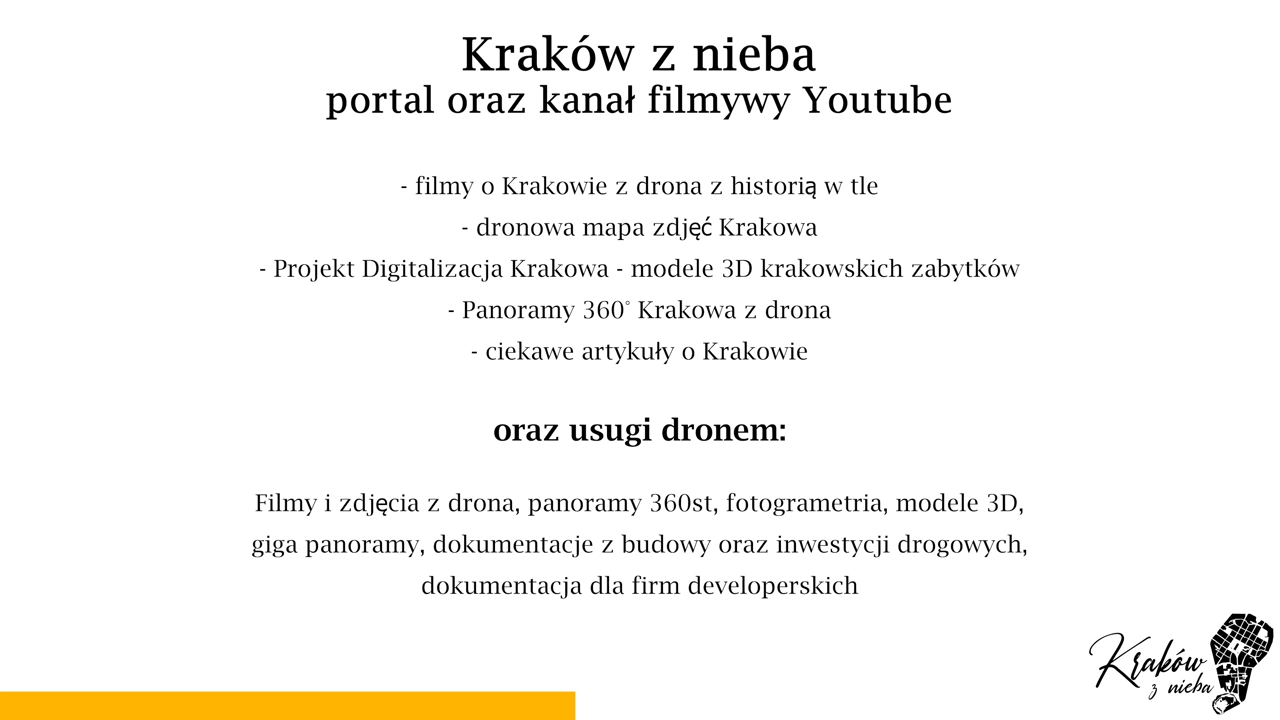 Kraków z nieba
portal oraz kanał filmywy Youtube
- filmy o Krakowie z drona z historią w tle
- dronowa mapa zdjęć Krakowa
- Projekt Digitalizacja Krakowa - modele 3D krakowskich zabytków
- Panoramy 360° Krakowa z drona
- ciekawe artykuły o Krakowie
oraz usugi dronem:
Filmy i zdjęcia z drona, panoramy 360st, fotogrametria, modele 3D,
giga panoramy, dokumentacje z budowy oraz inwestycji drogowych,
dokumentacja dla firm developerskich
Kraków
z nieba